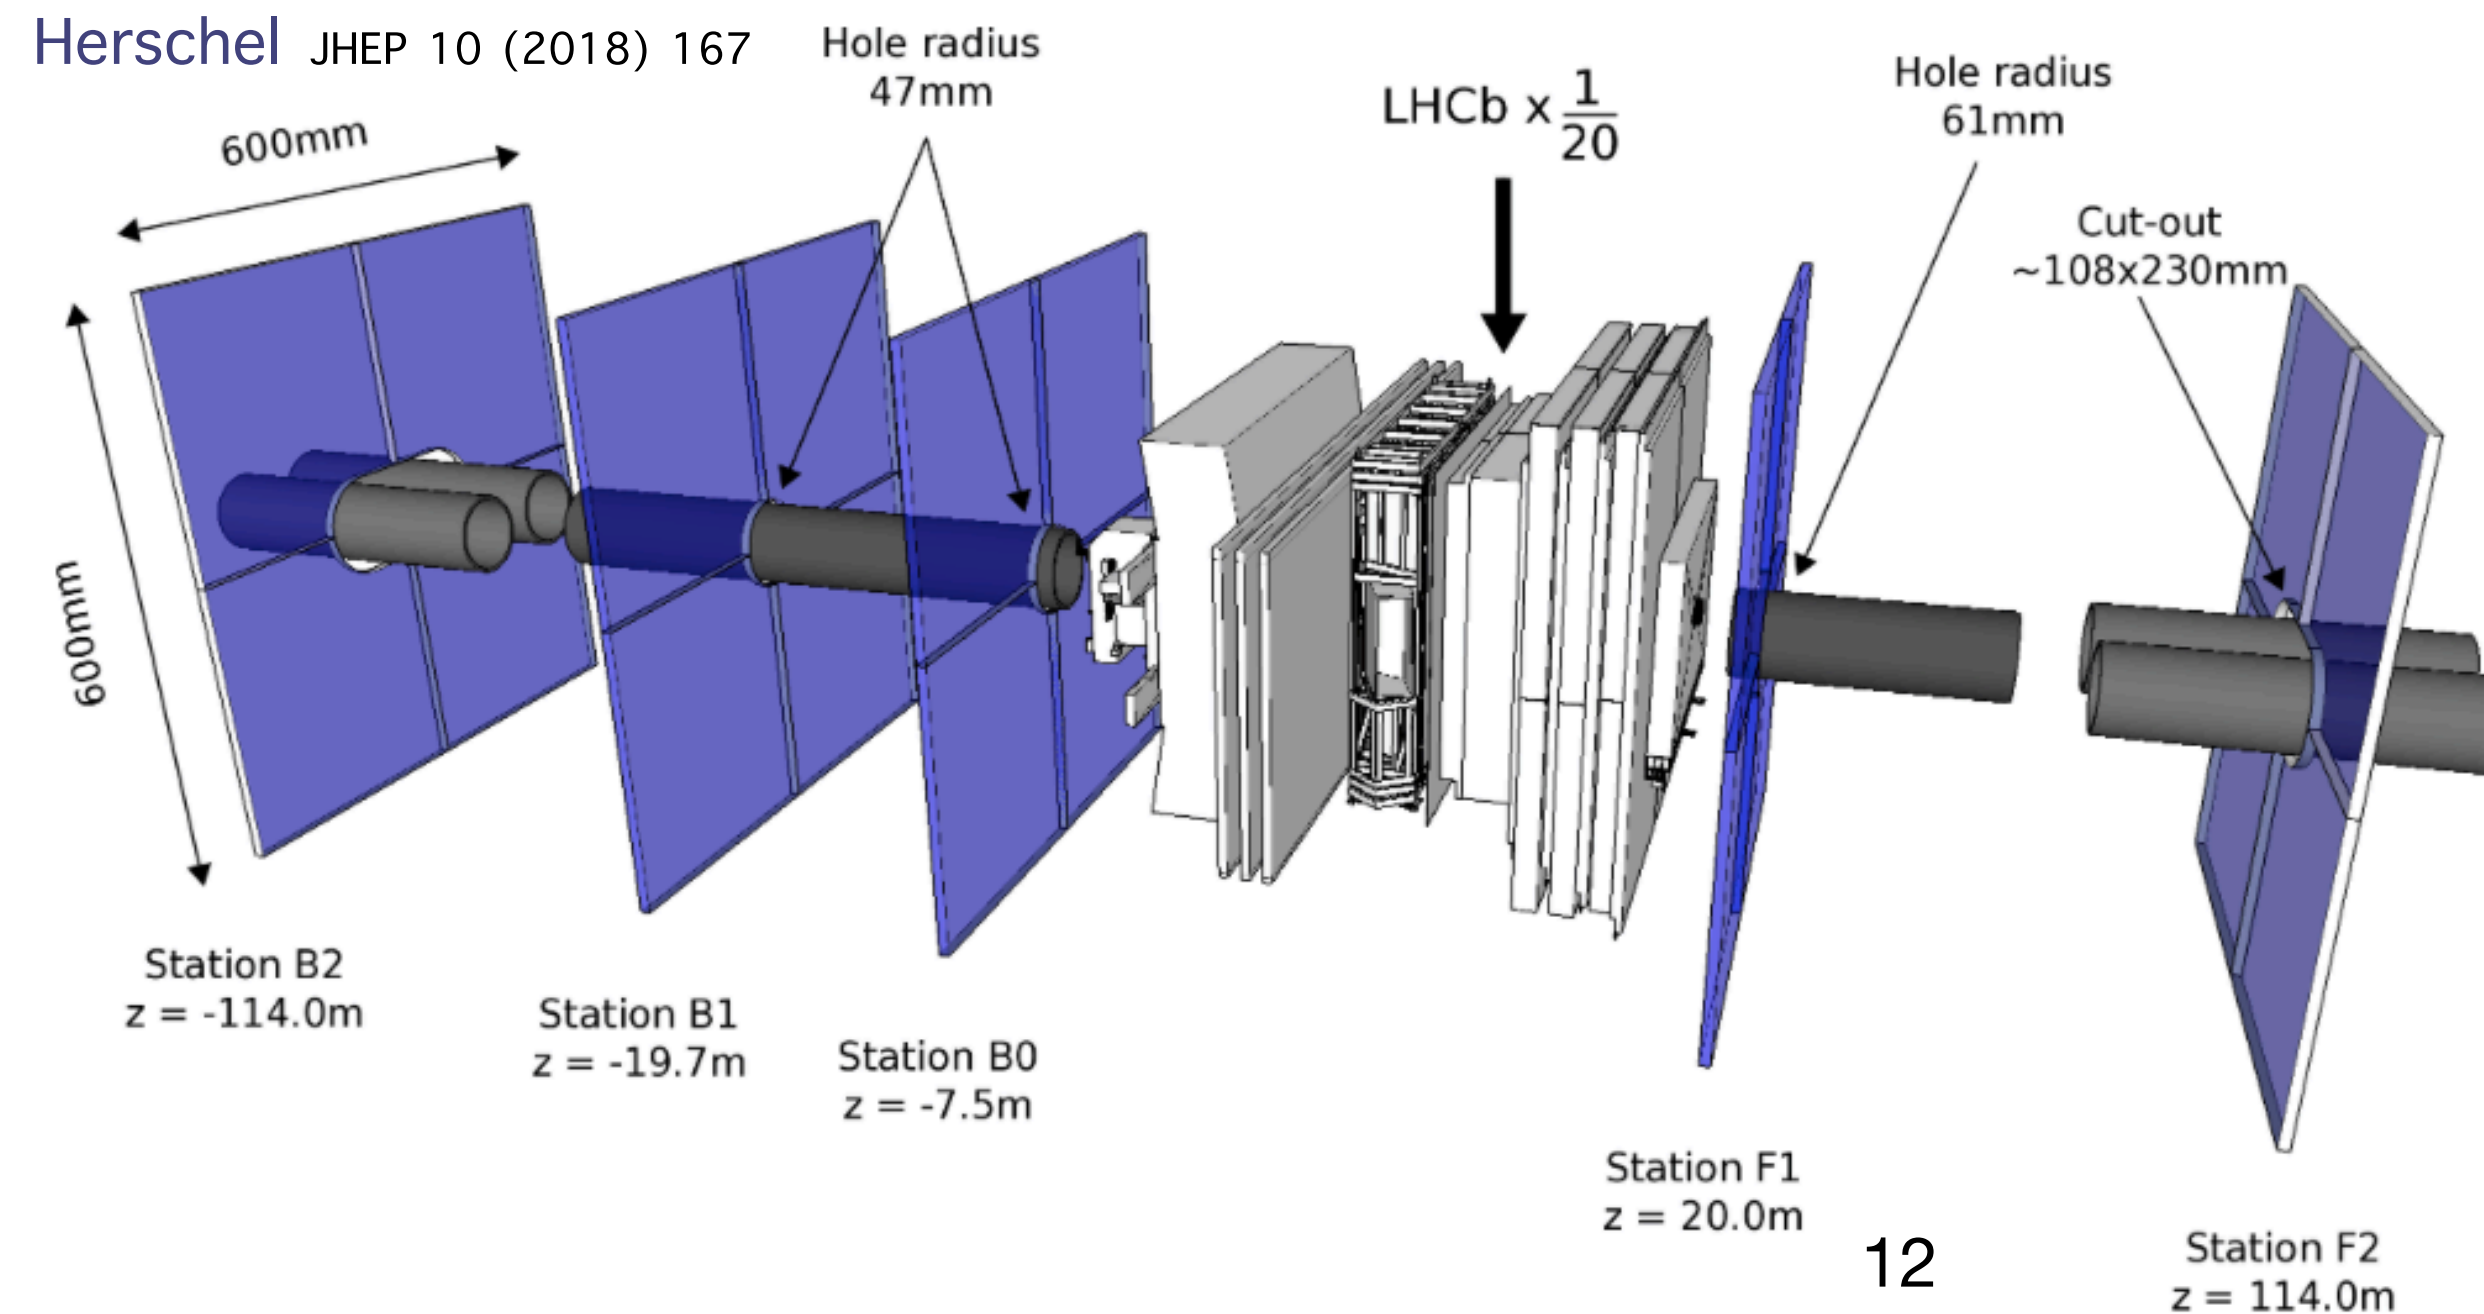 Herschel JHEP 10 (2018) 167
Hole radius
47mm
LHCb x 1/20
Hole radius
61mm
Cut-out
~108x230mm
600mm
600mm
Station B2
z = -114.0m
Station B1
z = -19.7m
Station B0
z = -7.5m
Station F1
z = 20.0m
Station F2
z = 114.0m
12